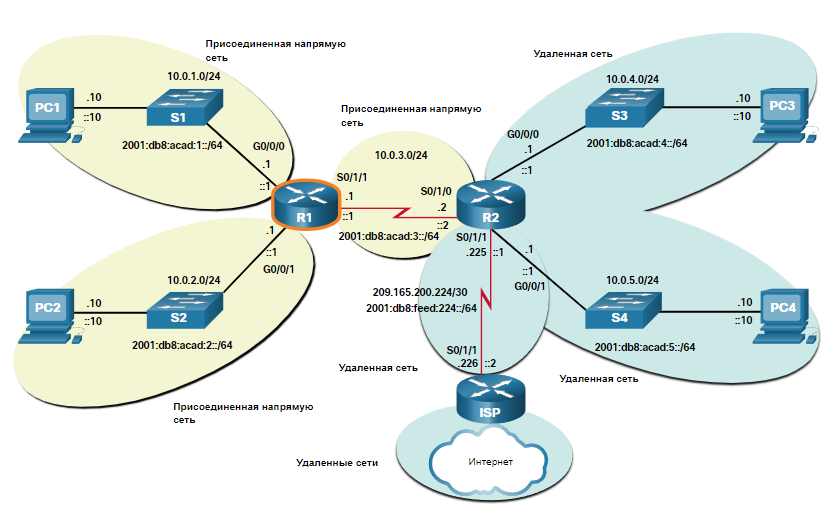 Присоединенная напрямую
сеть
10.0.1.0/24
PC1
.10
::10
S1
2001:db8:acad:1::/64
G0/0/0
.1
::1
Присоединенная напрямую
сеть
10.0.3.0/24
S0/1/1
.1
::1
R1
S0/1/0
.2
::2
R2
2001:db8:acad:3::/64
Удаленная сеть
10.0.4.0/24
PC3
.10
::10
S3
2001:db8:acad:4::/64
G0/0/0
.1
::1
.1
::1
G0/0/1
10.0.2.0/24
PC2
.10
::10
S2
2001:db8:acad:2::/64
Присоединенная напрямую
сеть
S0/1/1
.225
::1
209.165.200.224/30
2001:db8:feed:224::/64
S0/1/1
.226
::2
Удаленная сеть
.1
::1
G0/0/1
10.0.5.0/24
PC4
.10
::10
S4
2001:db8:acad:5::/64
Удаленная сеть
ISP
Удаленные сети
Интернет